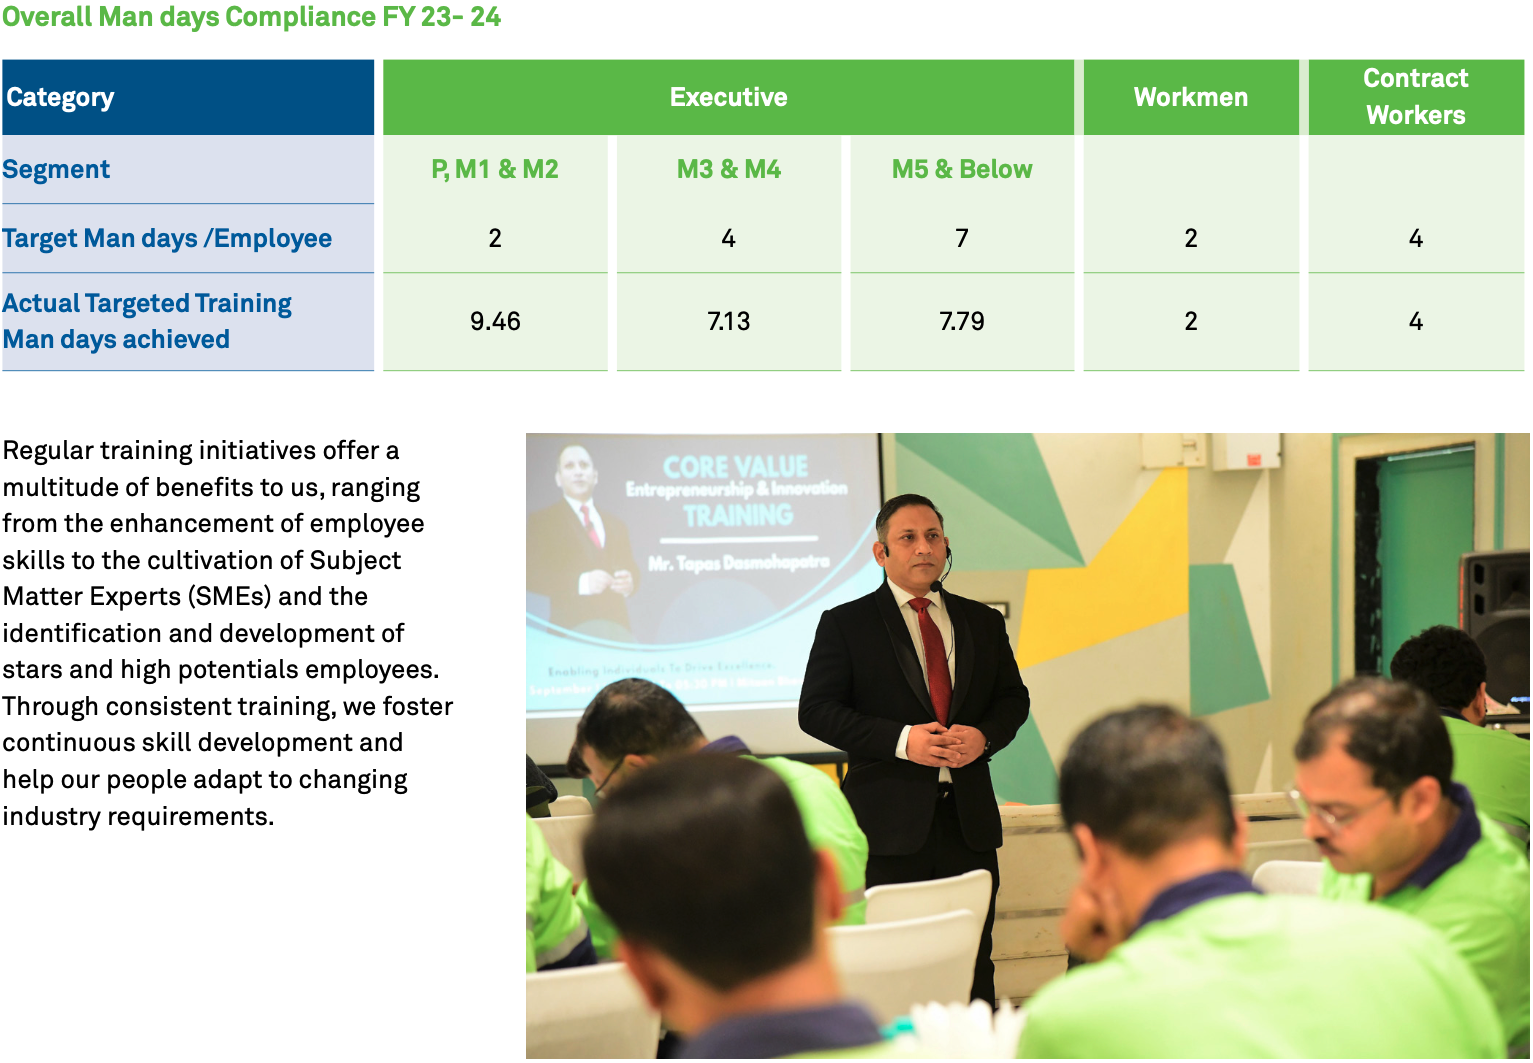 Overall Man days Compliance FY 23- 24
Category
Executive
Workmen
Contract
Workers
Segment
P, M1 & M2
M3 & M4
M5 & Below
Target Man days /Employee
2
4
7
2
4
Actual Targeted Training
Man days achieved
9.46
7.13
7.79
2
4
Regular training initiatives offer a
multitude of benefits to us, ranging
from the enhancement of employee
skills to the cultivation of Subject
Matter Experts (SMEs) and the
identification and development of
stars and high potentials employees.
Through consistent training, we foster
continuous skill development and
help our people adapt to changing
industry requirements.
CORE VALUE
Entrepreneurship & Innovation
TRAINING
Mr. Tapas Dasmohapatra
Enabling Individuals To Drive Excellence
September